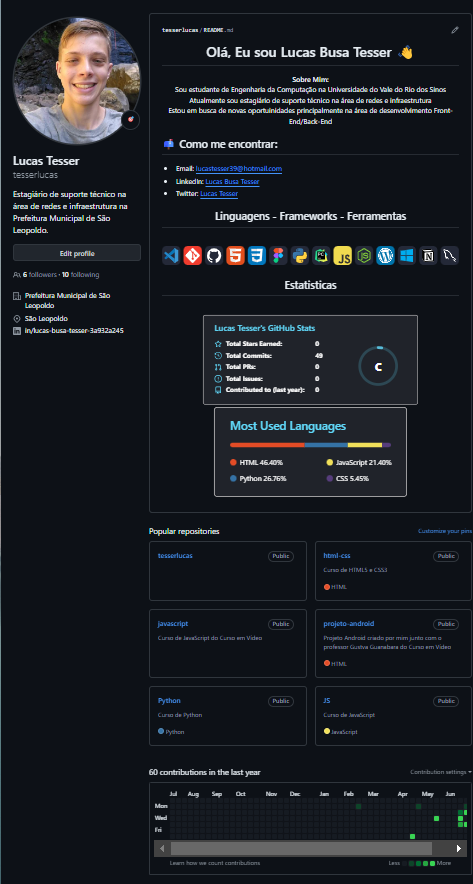 tesserlucas / README.md
Olá, Eu sou Lucas Busa Tesser
Sobre Mim:
Sou estudante de Engenharia da Computação na Universidade do Vale do Rio dos Sinos
Atualmente sou estagiário de suporte técnico na área de redes e infraestrutura
Estou em busca de novas oportuinidades principalmente na área de desenvolvimento Front-
End/Back-End
Como me encontrar:
Email: lucastesser39@hotmail.com
LinkedIn: Lucas Busa Tesser
Twitter: Lucas Tesser
Linguagens - Frameworks - Ferramentas
JS
Estatisticas
Lucas Tesser's GitHub Stats
Total Stars Earned: 0
Total Commits: 49
Total PRs: 0
Total Issues: 0
Contributed to (last year): 0
C
Most Used Languages
HTML 46.40%
JavaScript 21.40%
Python 26.76%
CSS 5.45%
Lucas Tesser
tesserlucas
Estagiário de suporte técnico na
área de redes e infraestrutura na
Prefeitura Municipal de São
Leopoldo.
Edit profile
6 followers · 10 following
Prefeitura Municipal de São
Leopoldo
São Leopoldo
in/lucas-busa-tesser-3a932a245
Popular repositories
Customize your pins
tesserlucas Public
html-css Public
Curso de HTML5 e CSS3
HTML
javascript Public
Curso de JavaScript do Curso em Vídeo
projeto-android Public
Projeto Android criado por mim junto com o
professor Gustva Guanabara do Curso em Vídeo
HTML
Python Public
Curso de Python
Python
JS Public
Curso de JavaScript
JavaScript
60 contributions in the last year
Contribution settings
Jul Aug Sep Oct Nov Dec Jan Feb Mar Apr May Jun
Mon
Wed
Fri
Learn how we count contributions
Less More